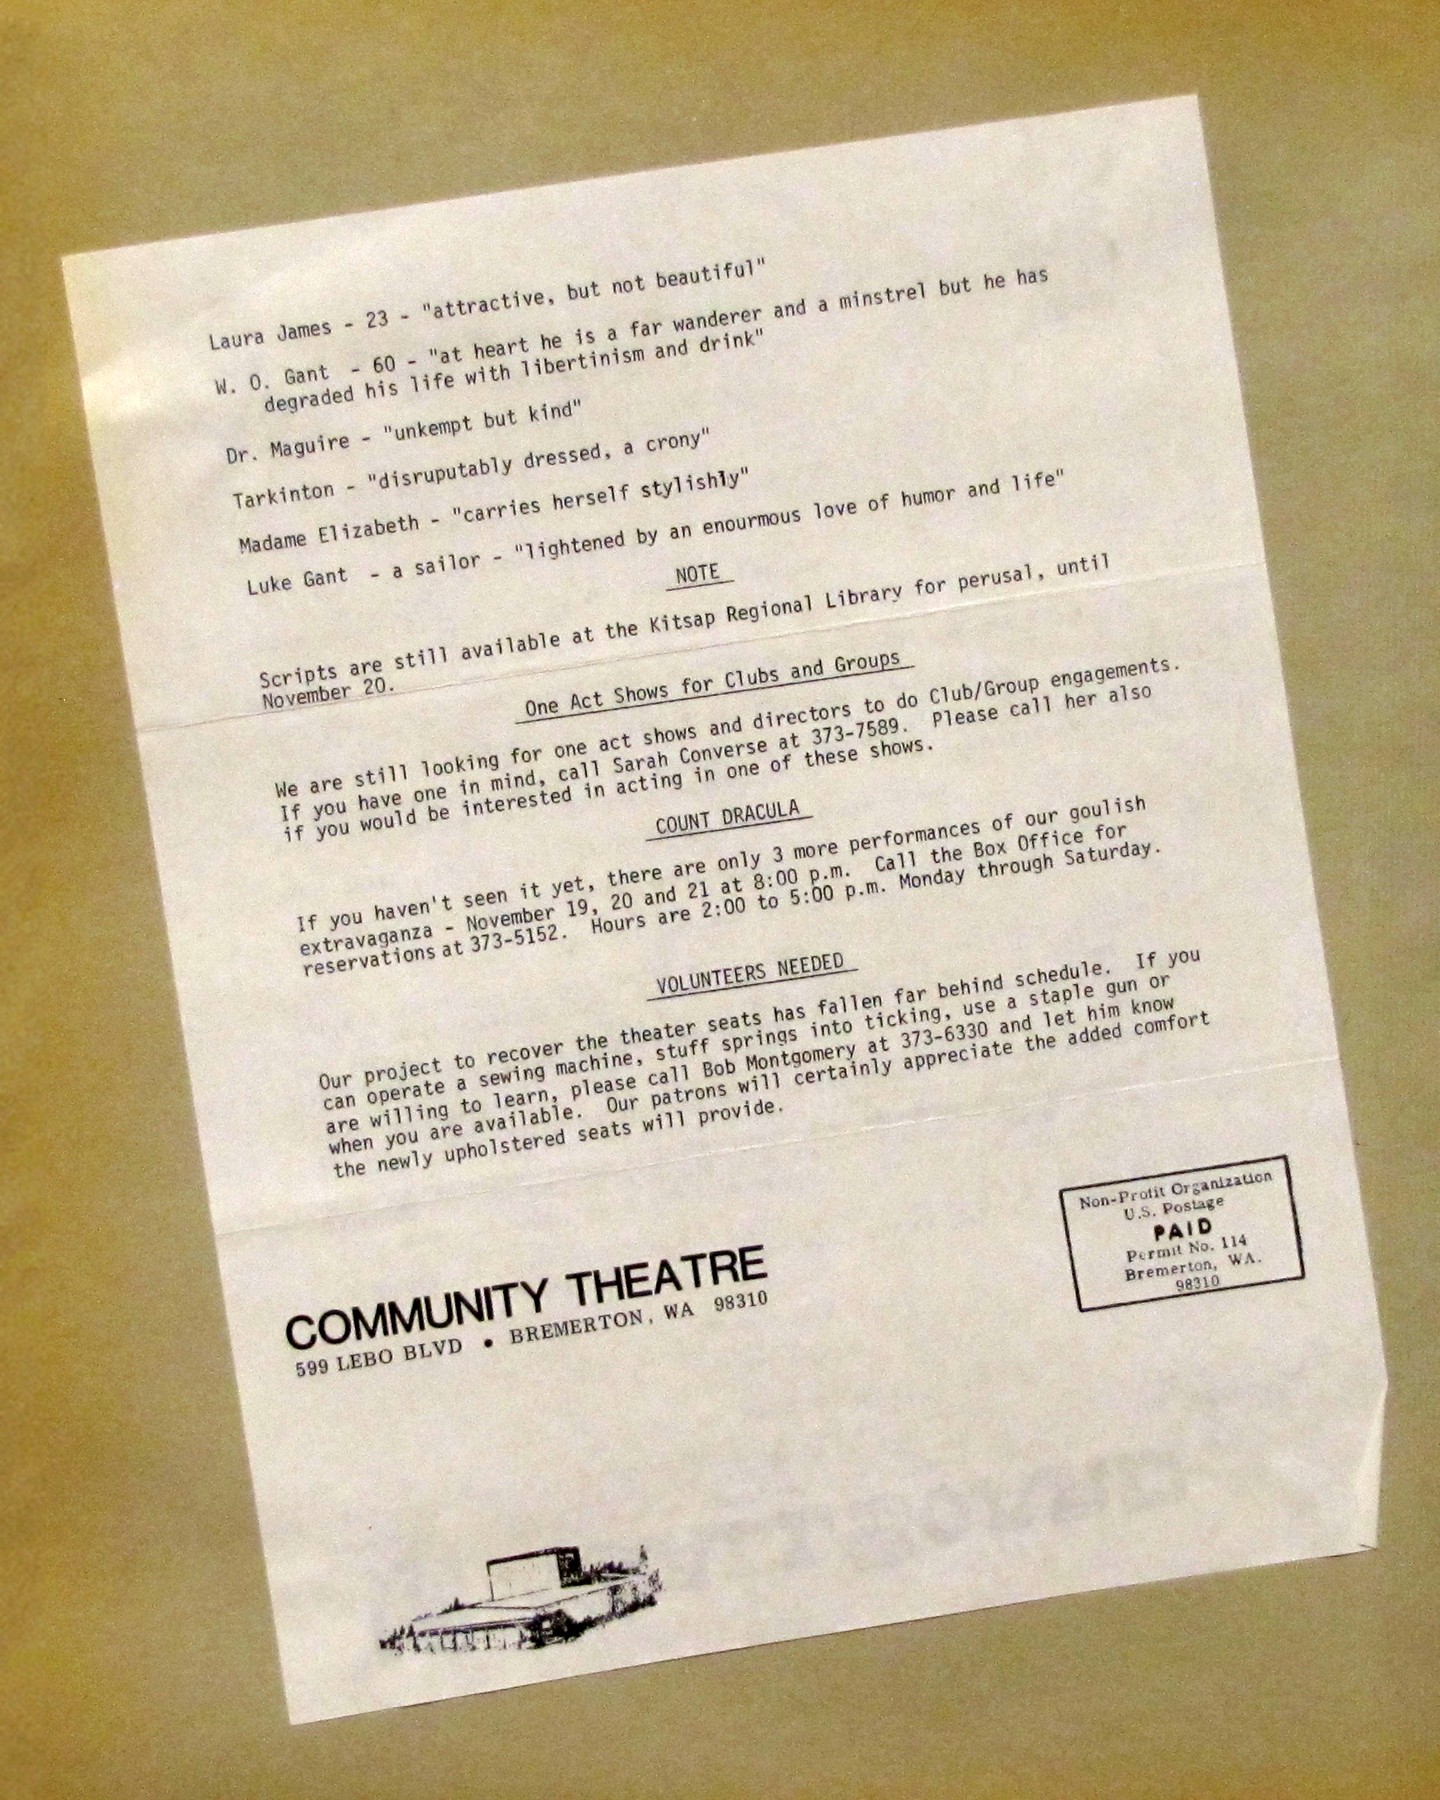 Laura James - 23 - "attractive, but not beautiful"
W. O. Gant - 60 - "at heart he is a far wanderer and a minstrel but he has
degraded his life with libertinism and drink"
Dr. Maguire - "unkempt but kind"
Tarkinton - "disruputably dressed, a crony"
Madame Elizabeth - "carries herself stylishly"
Luke Gant - a sailor - "lightened by an enourmous love of humor and life"
NOTE
Scripts are still available at the Kitsap Regional Library for perusal, until
November 20.
One Act Shows for Clubs and Groups
We are still looking for one act shows and directors to do Club/Group engagements.
If you have one in mind, call Sarah Converse at 373-7589. Please call her also
if you would be interested in acting in one of these shows.
COUNT DRACULA
If you haven't seen it yet, there are only 3 more performances of our goulish
extravaganza - November 19, 20 and 21 at 8:00 p.m. Call the Box Office for
reservations at 373-5152. Hours are 2:00 to 5:00 p.m. Monday through Saturday.
VOLUNTEERS NEEDED
Our project to recover the theater seats has fallen far behind schedule. If you
can operate a sewing machine, stuff springs into ticking, use a staple gun or
are willing to learn, please call Bob Montgomery at 373-6330 and let him know
when you are available. Our patrons will certainly appreciate the added comfort
the newly upholstered seats will provide.
Non-Profit Organization
U.S. Postage
PAID
Permit No. 114
Bremerton, WA.
98310
COMMUNITY THEATRE
599 LEBO BLVD • BREMERTON, WA 98310